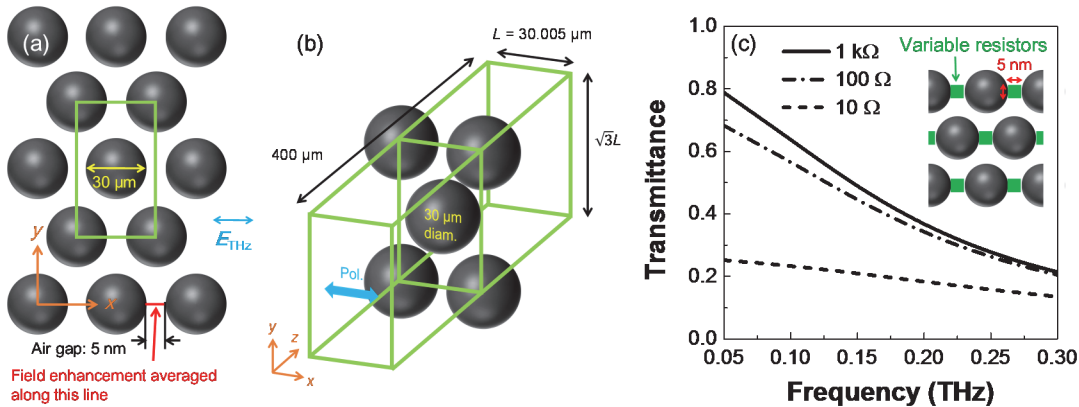 (a)
30 μm
E_THz
y
x
Air gap: 5 nm
Field enhancement averaged
along this line
(b)
L = 30.005 μm
400 μm
√3L
30 μm
diam.
Pol.
y
z
x
(c)
1 kΩ
100 Ω
10 Ω
Variable resistors
5 nm
Transmittance
1.0
0.8
0.6
0.4
0.2
0.0
0.05 0.10 0.15 0.20 0.25 0.30
Frequency (THz)